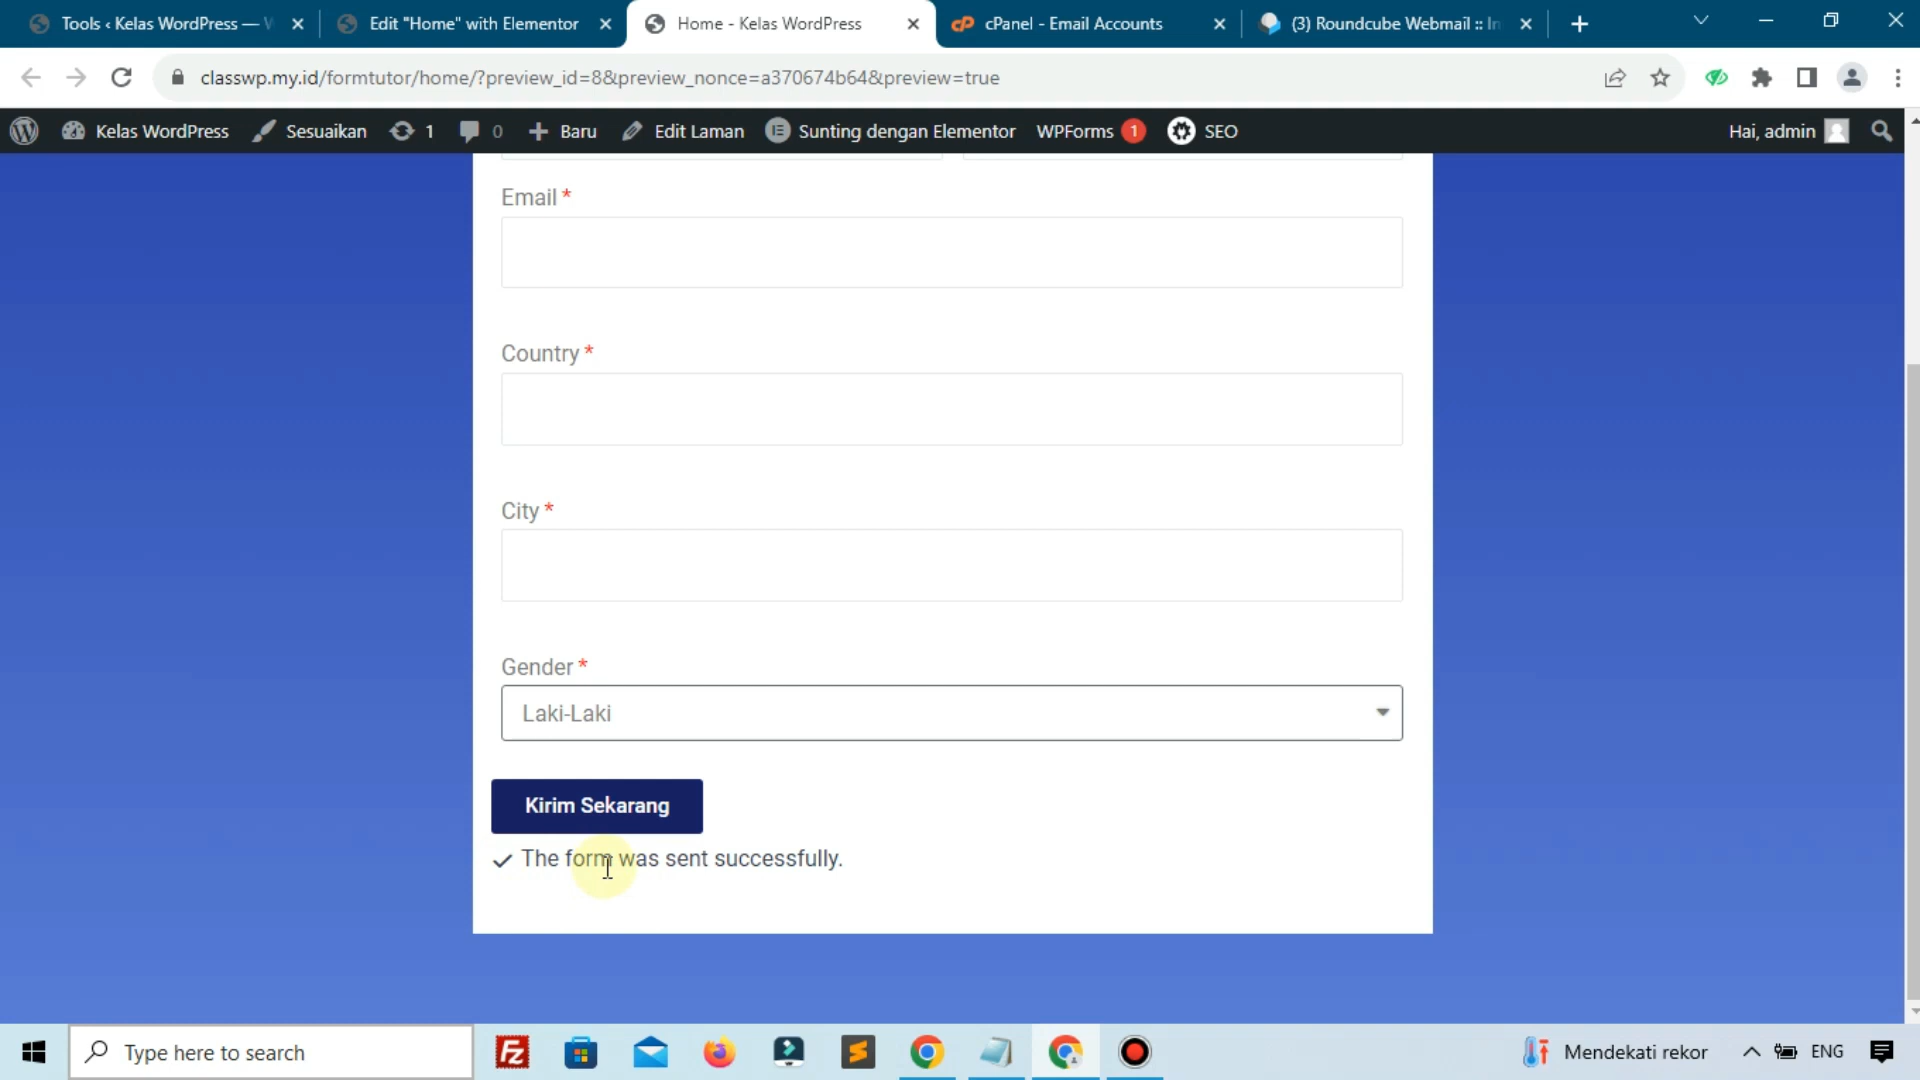 Tools ‹ Kelas WordPress —
Edit "Home" with Elementor
Home - Kelas WordPress
cPanel - Email Accounts
(3) Roundcube Webmail :: In
classwp.my.id/formtutor/home/?preview_id=8&preview_nonce=a370674b64&preview=true
Kelas WordPress
Sesuaikan
1
0
Baru
Edit Laman
Sunting dengan Elementor
WPForms 1
SEO
Hai, admin
Email *
Country *
City *
Gender *
Laki-Laki
Kirim Sekarang
The form was sent successfully.
Type here to search
Mendekati rekor
ENG